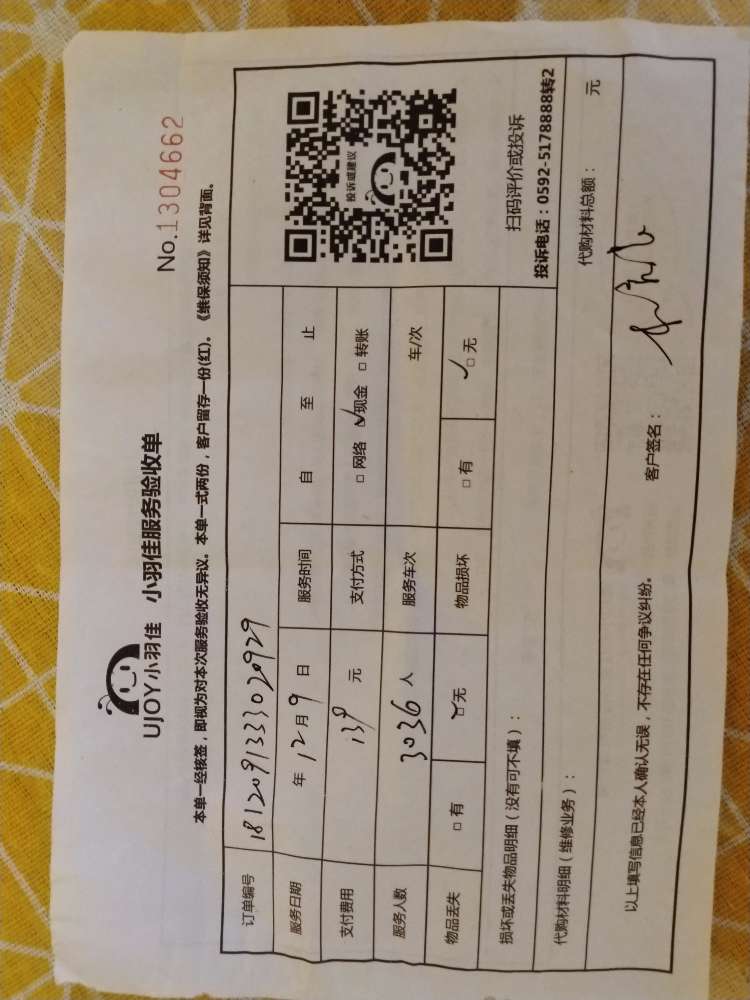 UJOY小羽佳 小羽佳服务验收单
No.1304662
本单一经核签，即视为对本次服务验收无异议。本单一式两份，客户留存一份(红)。《维保须知》详见背面。
订单编号 1812091333020929
服务日期 年 12月 9 日 服务时间 自 至 止
支付费用 139 元 支付方式 □ 网络 ☑现金 □ 转账
服务人数 3036 人 服务车次 车/次
物品丢失 □ 有 ☑无 物品损坏 □ 有 ☑无
投诉或建议
扫码评价或投诉
投诉电话：0592-5178888转2
损坏或丢失物品明细（没有可不填）：
代购材料明细（维修业务）： 代购材料总额： 元
以上填写信息已经本人确认无误，不存在任何争议纠纷。 客户签名：